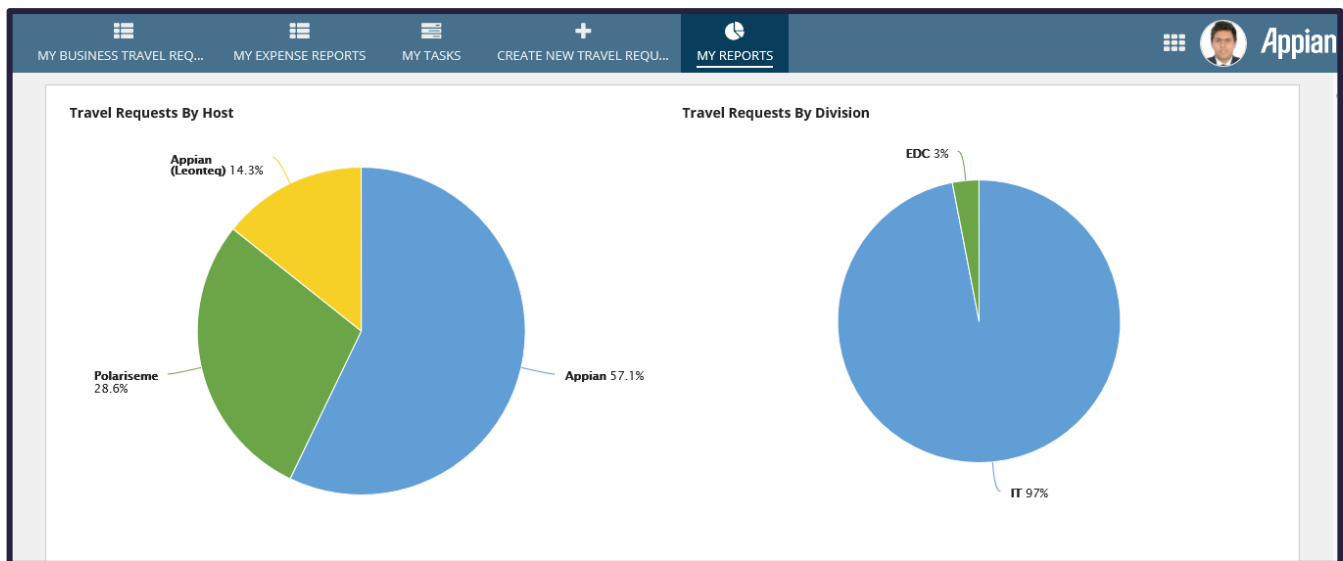 MY BUSINESS TRAVEL REQ...
MY EXPENSE REPORTS
MY TASKS
CREATE NEW TRAVEL REQU...
MY REPORTS
Appian
Travel Requests By Host
Appian
(Leonteq) 14.3%
Polariseme
28.6%
Appian 57.1%
Travel Requests By Division
EDC 3%
IT 97%